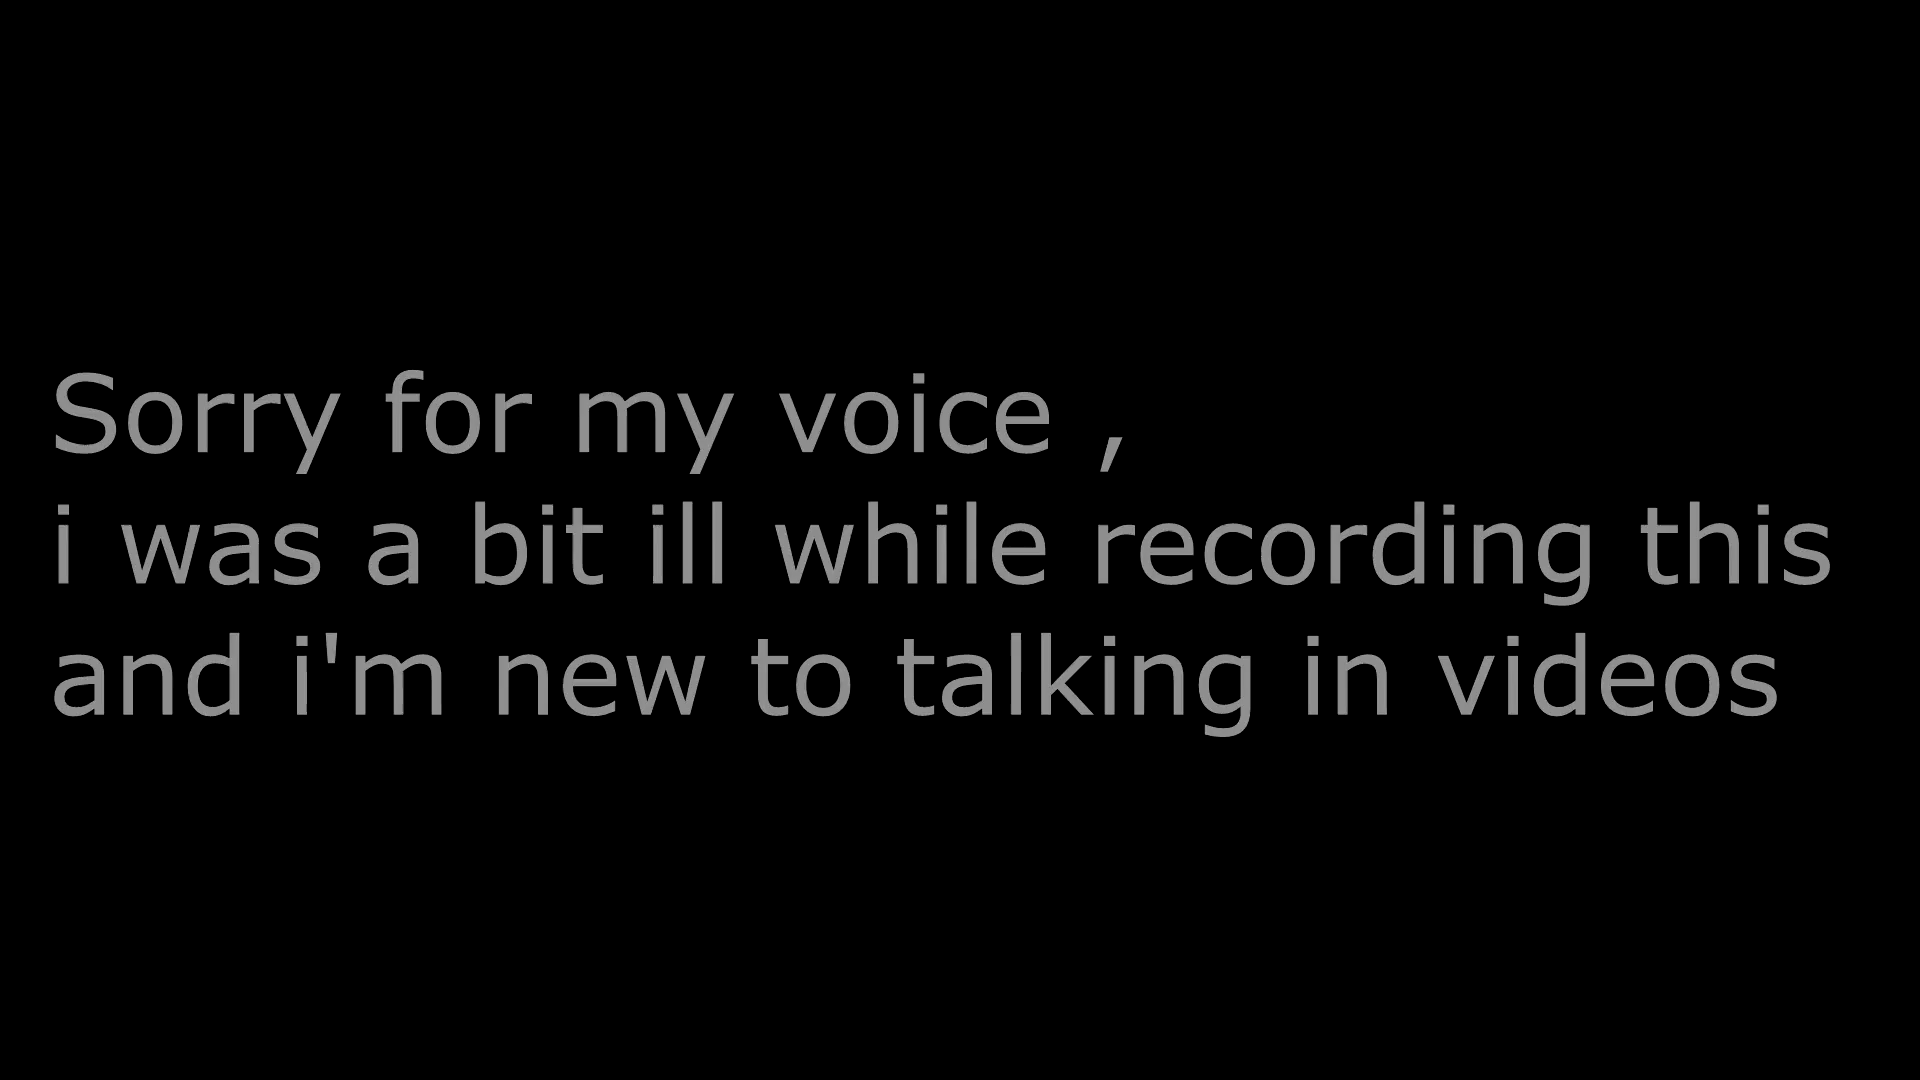 Sorry for my voice ,
i was a bit ill while recording this
and i'm new to talking in videos